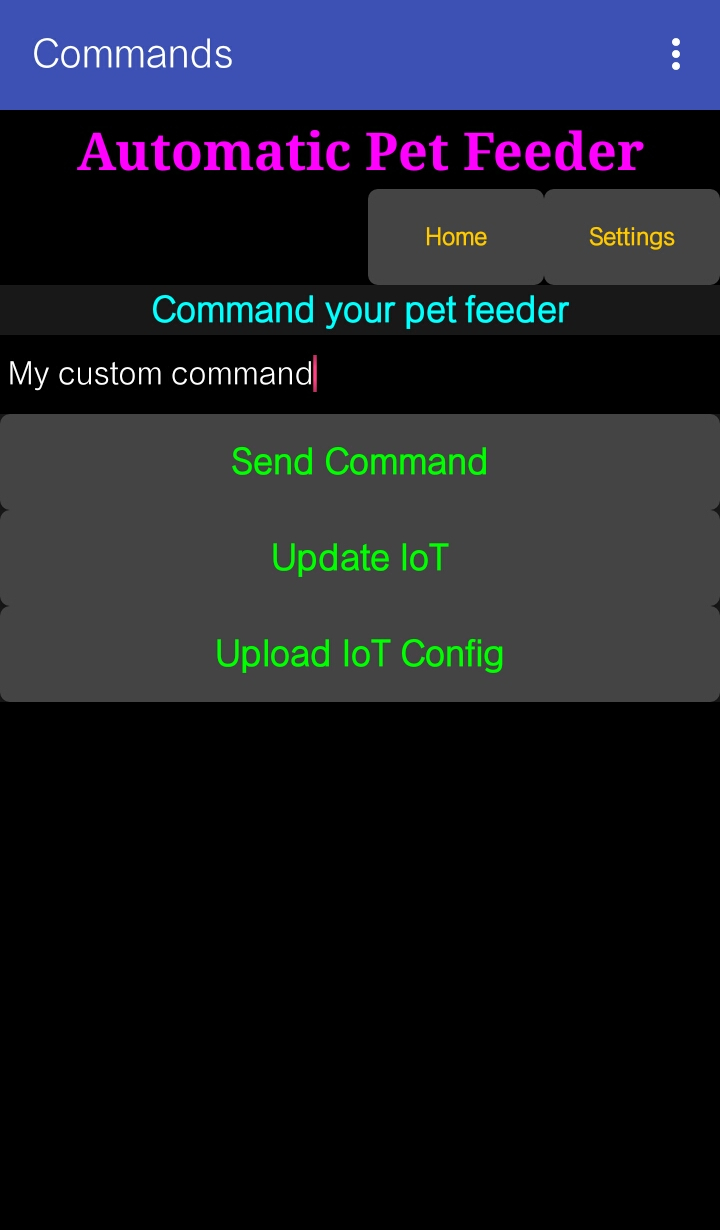 Commands
Automatic Pet Feeder
Home Settings
Command your pet feeder
My custom command
Send Command
Update IoT
Upload IoT Config